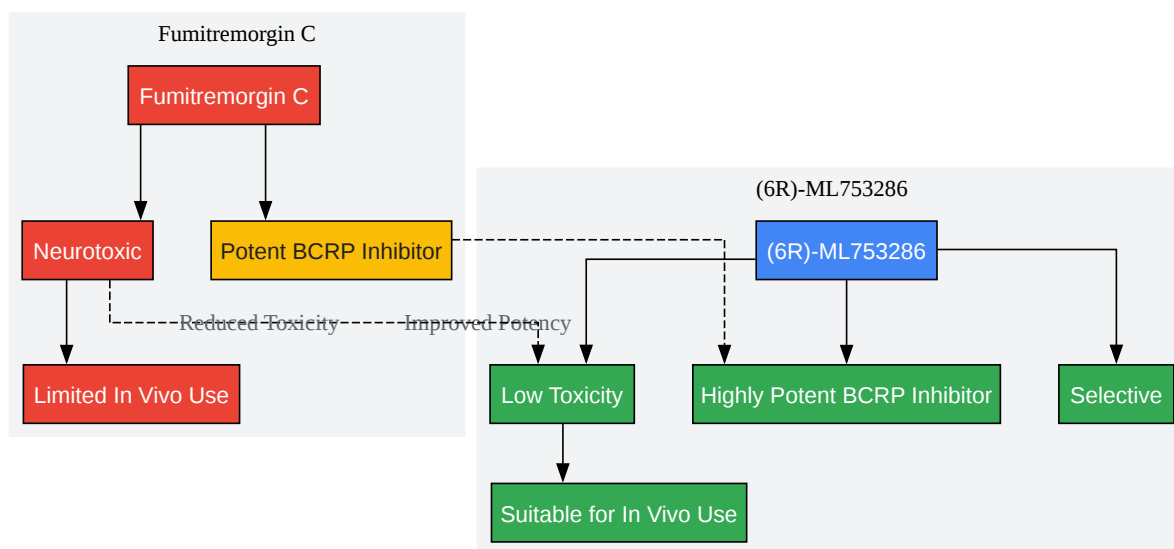 Fumitremorgin C
Fumitremorgin C
Neurotoxic
Potent BCRP Inhibitor
Limited In Vivo Use
Reduced Toxicity
Improved Potency
(6R)-ML753286
(6R)-ML753286
Low Toxicity
Highly Potent BCRP Inhibitor
Selective
Suitable for In Vivo Use